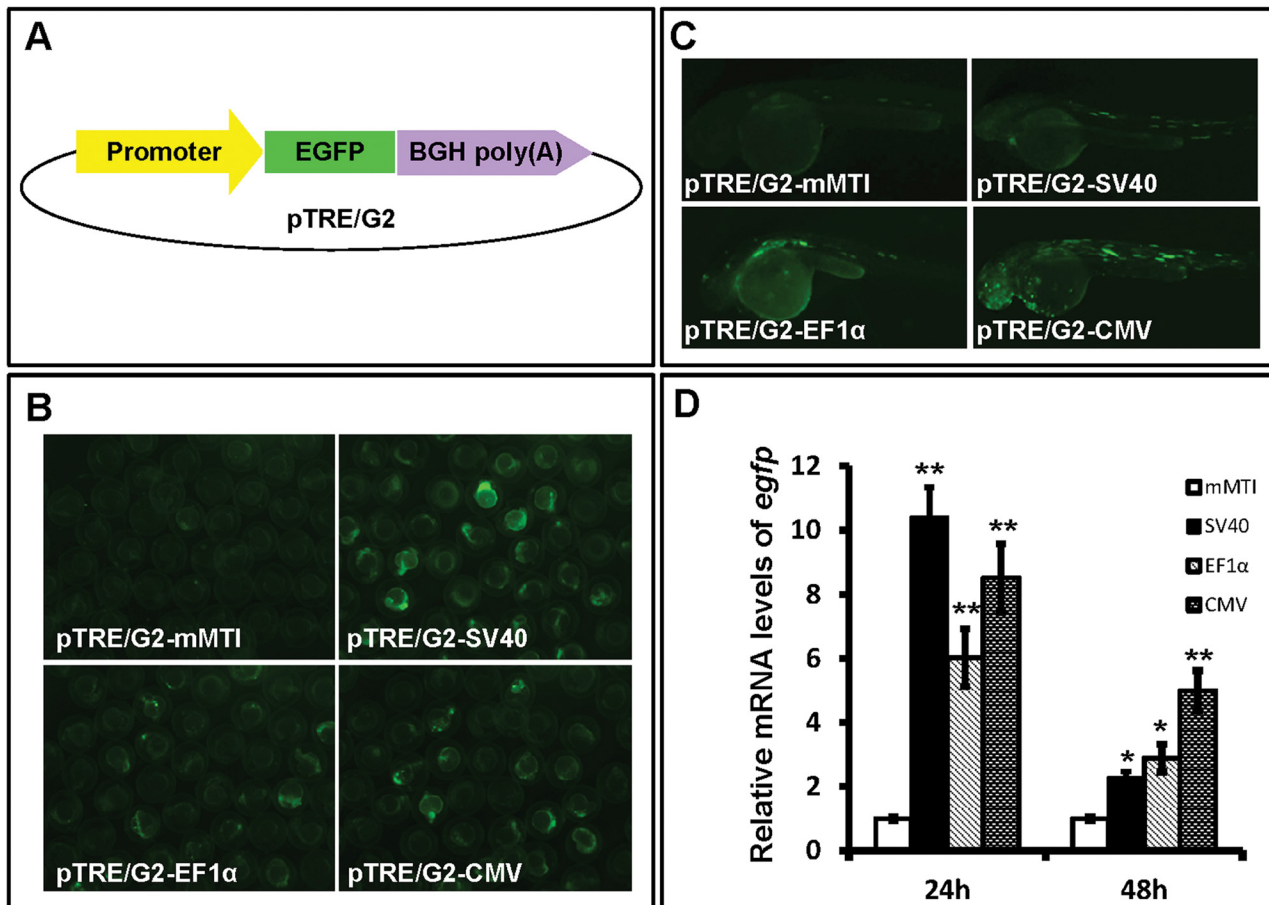 A
Promoter EGFP BGH poly(A)
pTRE/G2
B
pTRE/G2-mMTI pTRE/G2-SV40
pTRE/G2-EF1α pTRE/G2-CMV
C
pTRE/G2-mMTI pTRE/G2-SV40
pTRE/G2-EF1α pTRE/G2-CMV
D
Relative mRNA levels of egfp
12
10
8
6
4
2
0
**
**
**
*
*
**
mMTI
SV40
EF1α
CMV
24h 48h